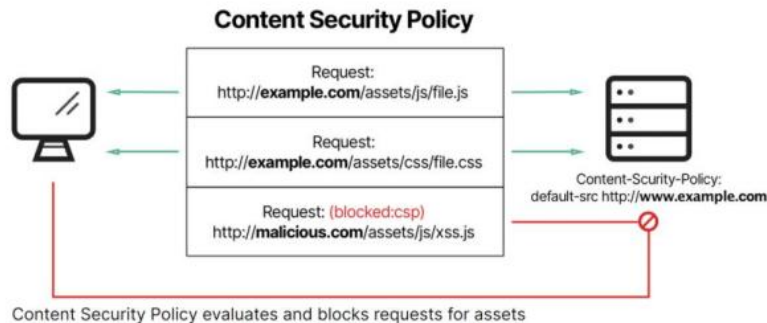 Content Security Policy
Request:
http://example.com/assets/js/file.js
Request:
http://example.com/assets/css/file.css
Content-Scurity-Policy:
default-src http://www.example.com
Request: (blocked:csp)
http://malicious.com/assets/js/xss.js
Content Security Policy evaluates and blocks requests for assets